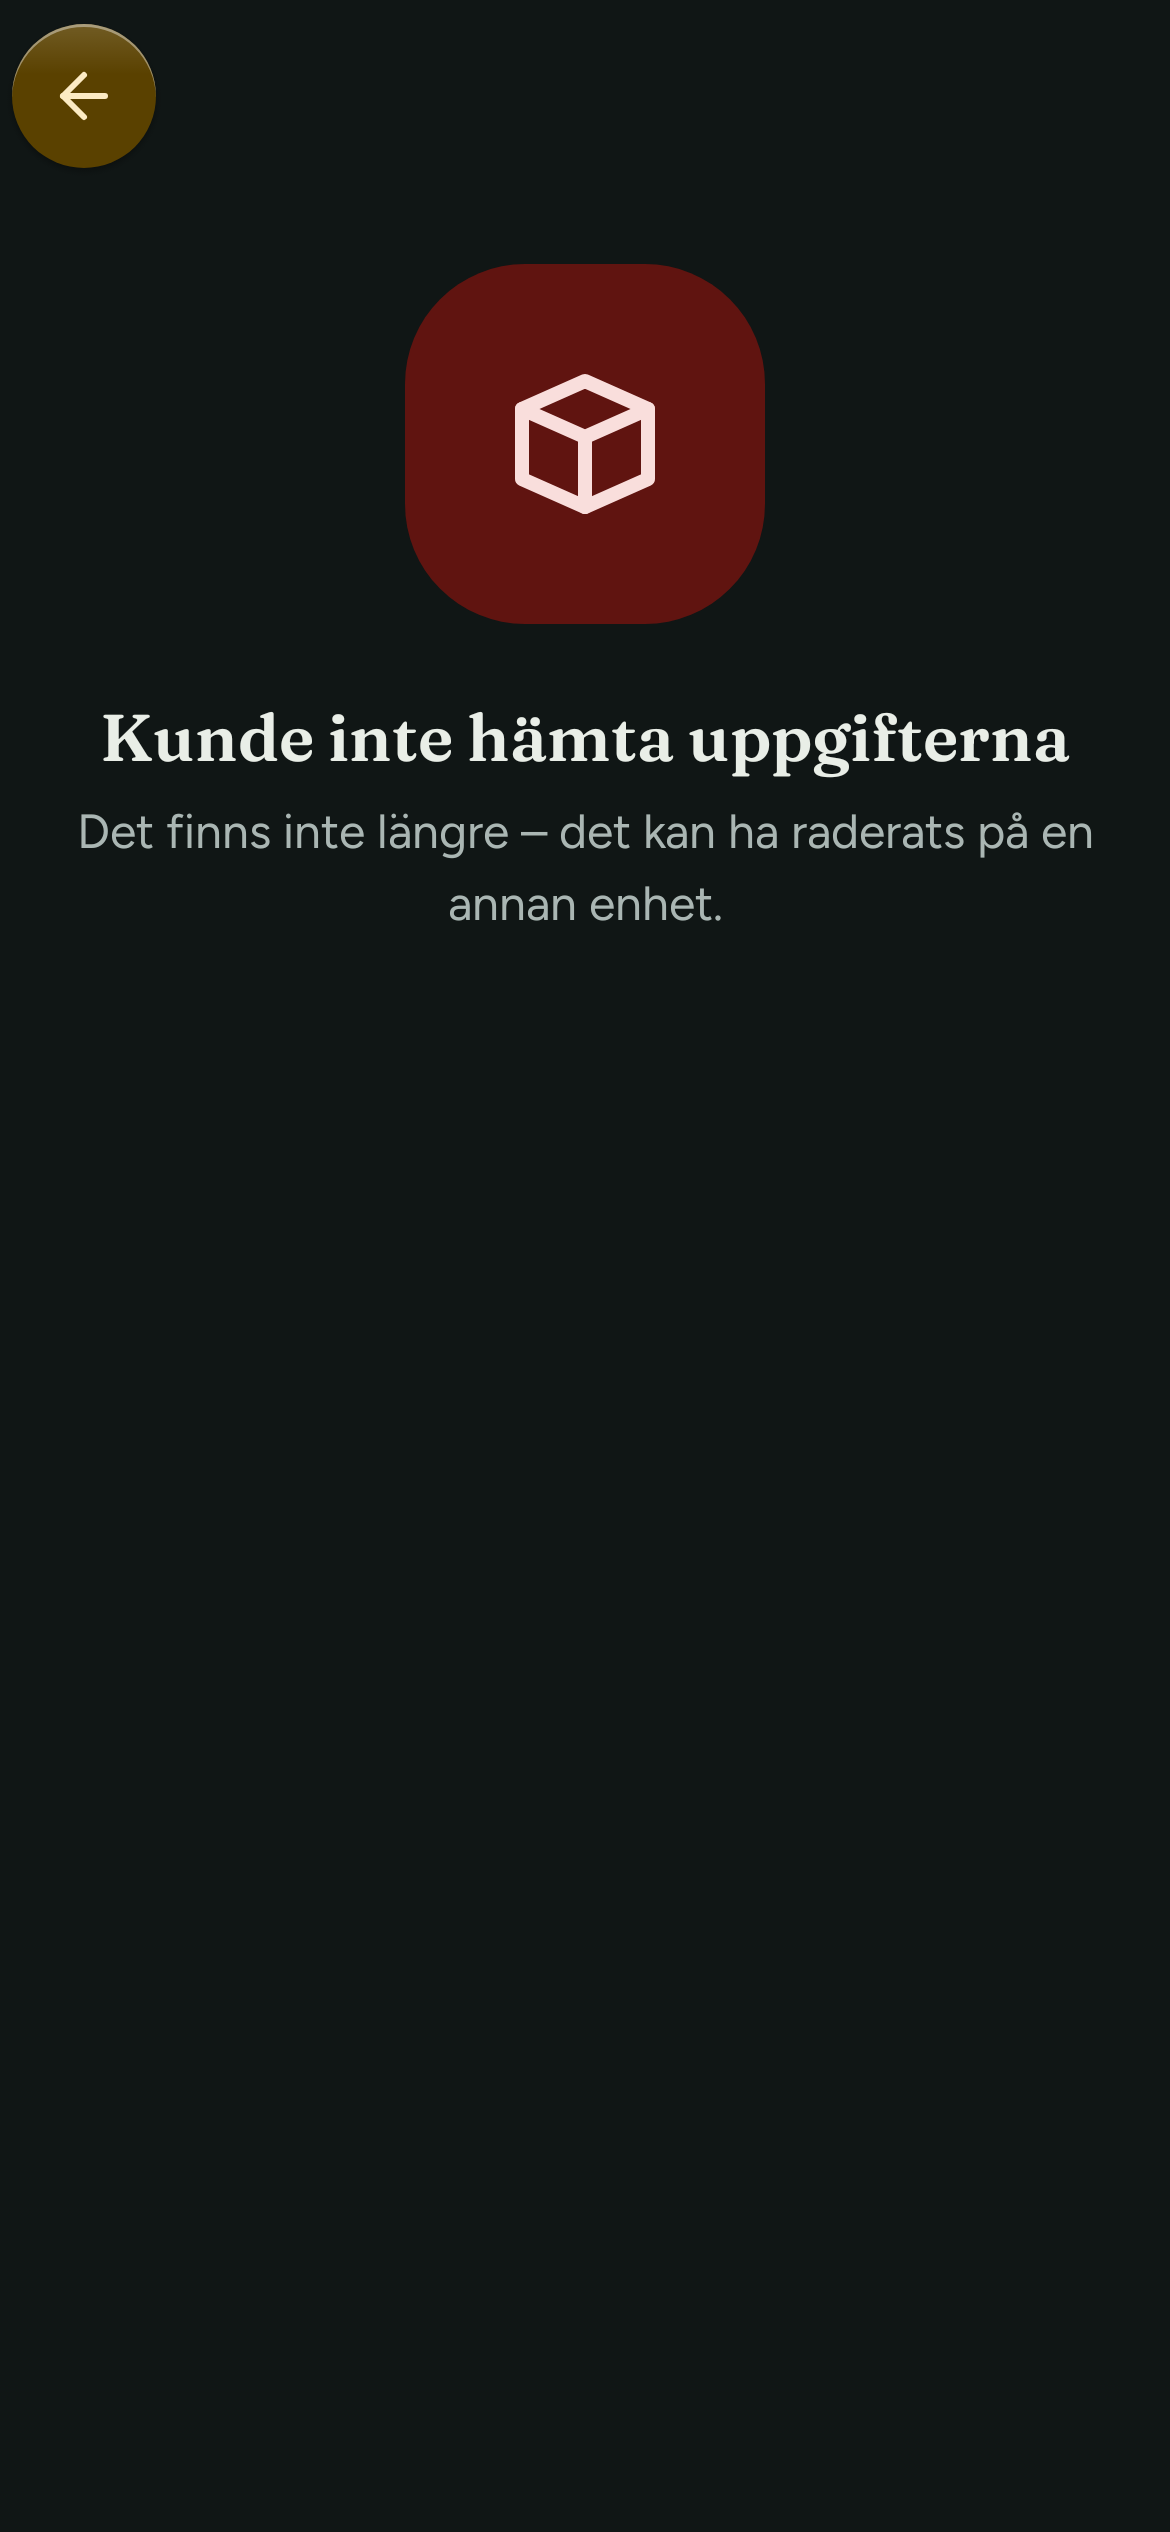 Kunde inte hämta uppgifterna
Det finns inte längre – det kan ha raderats på en
annan enhet.